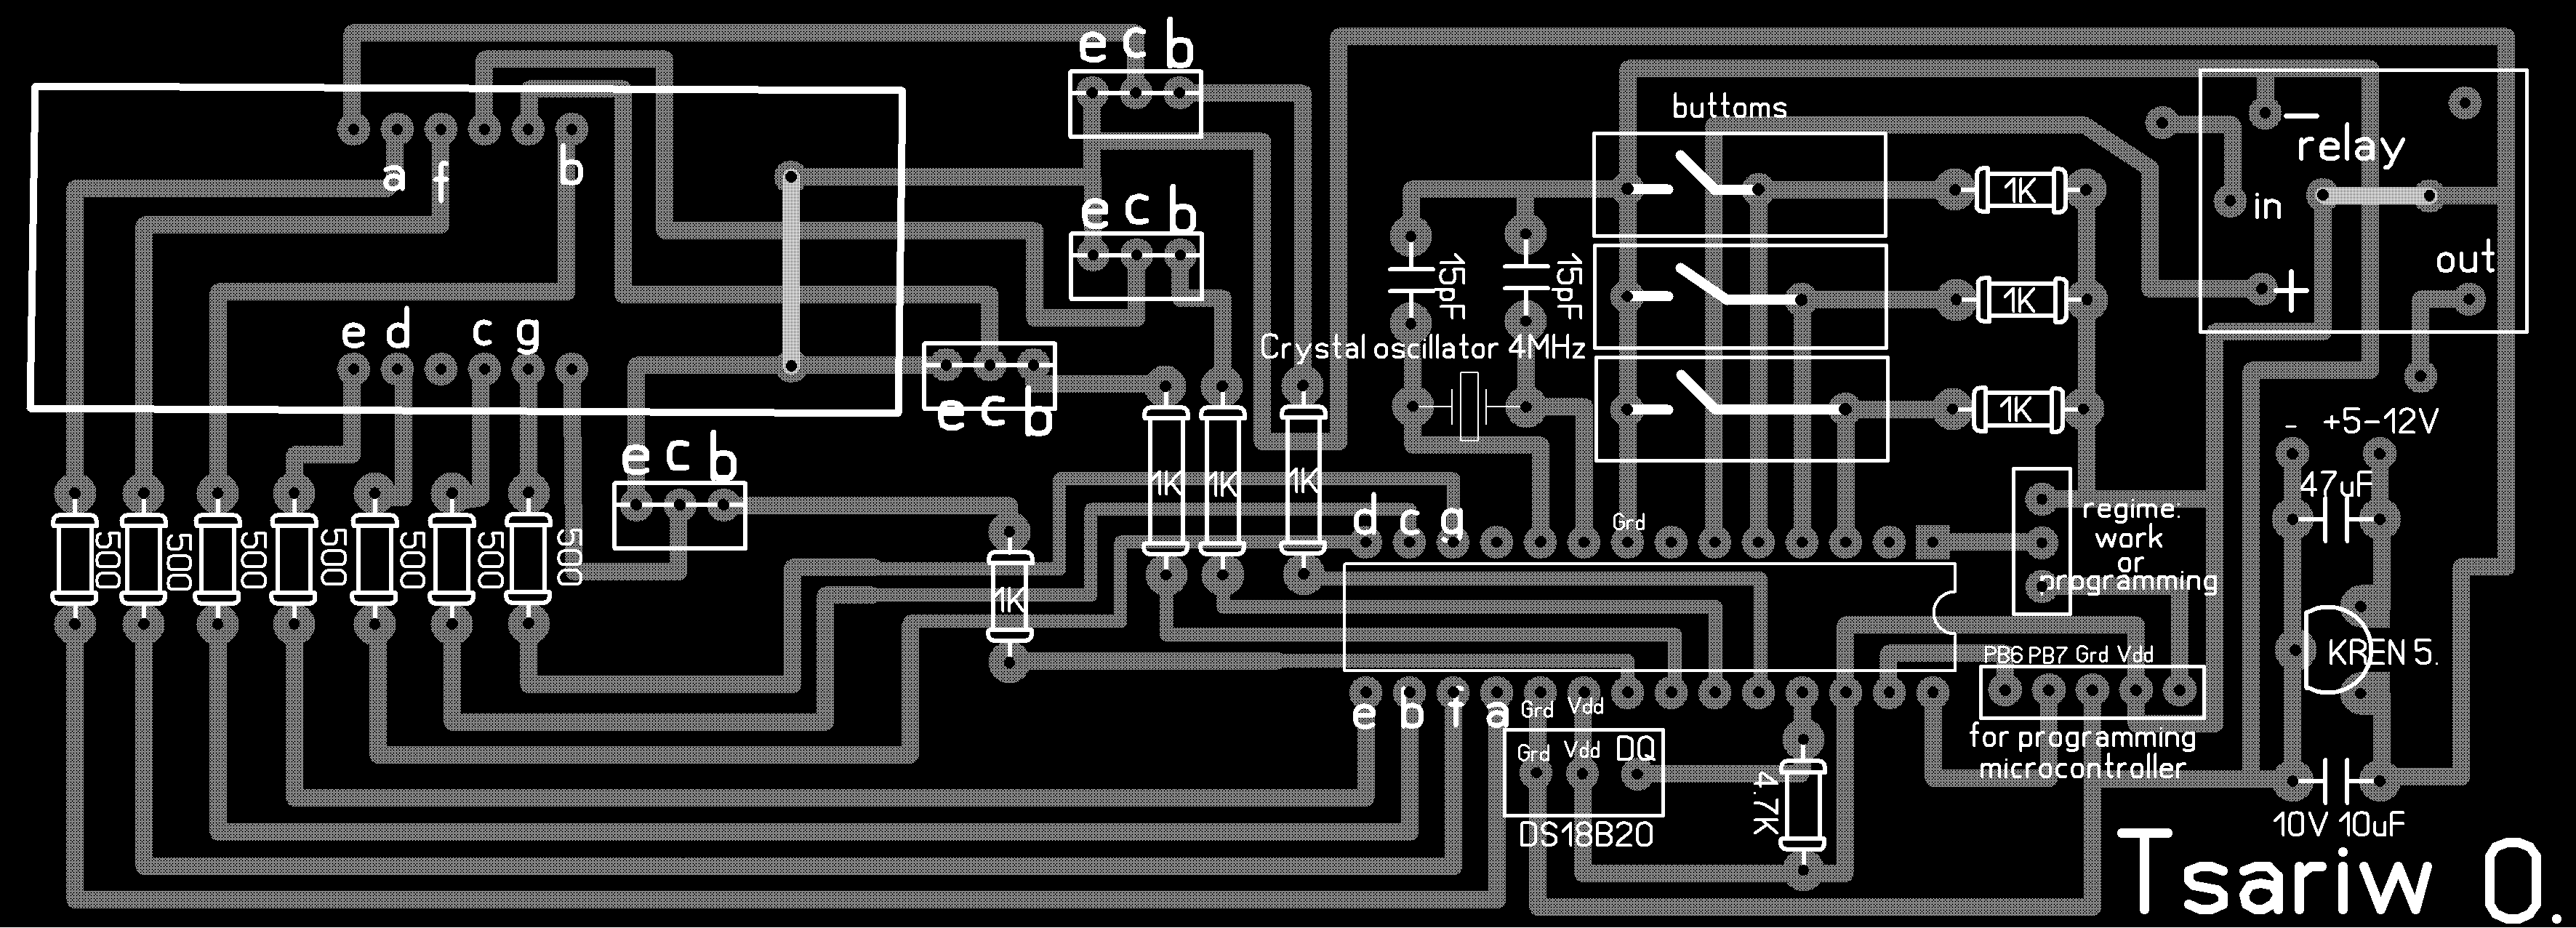 e c b
buttoms
a f b
relay
1K
in
e c b
15pF
15pF
out
+
1K
e d c g
Crystal oscillator 4MHz
e c b
1K
- +5-12V
e c b
47uF
1K
1K
1K
d c g
Grd
regime:
work
or
programming
500
500
500
500
500
500
500
1K
KREN 5.
PB6 PB7 Grd Vdd
e b f a Grd Vdd
Grd Vdd DQ
for programming
microcontroller
4.7K
DS18B20
10V 10uF
Tsariw O.